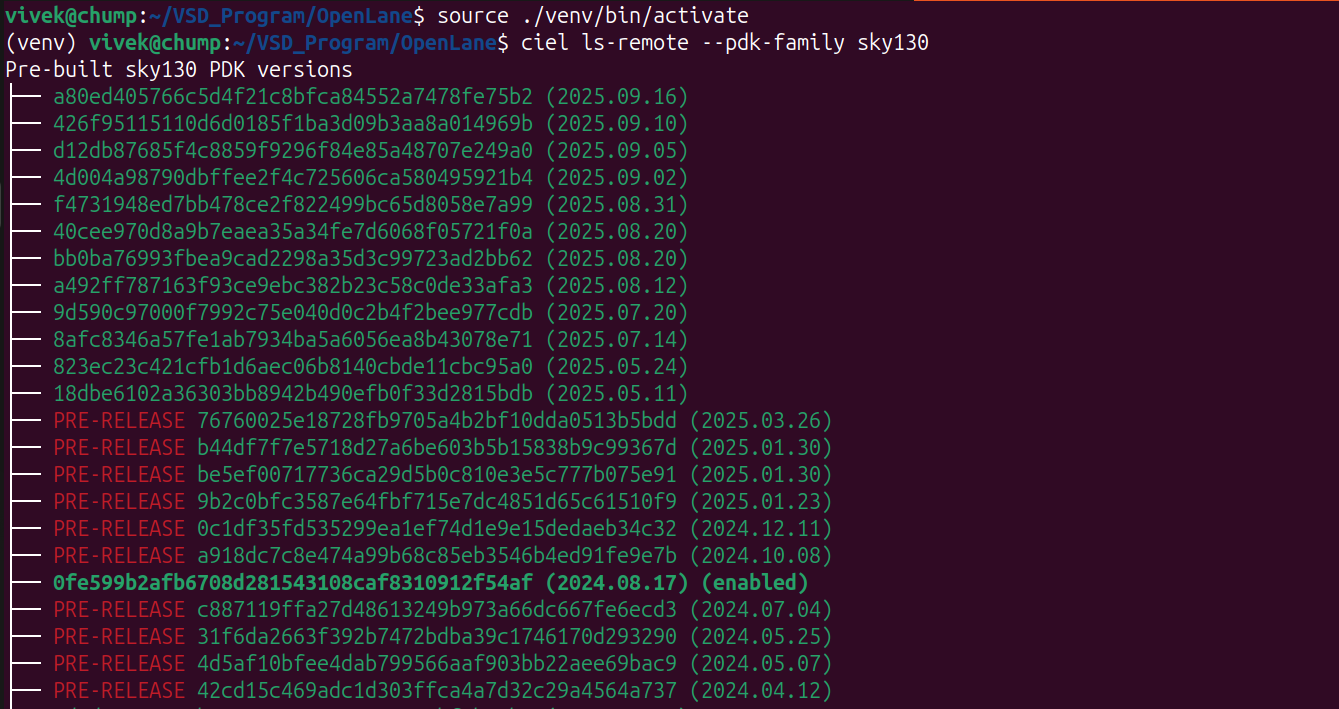 vivek@chump:~/VSD_Program/OpenLane$ source ./venv/bin/activate
(venv) vivek@chump:~/VSD_Program/OpenLane$ ciel ls-remote --pdk-family sky130
Pre-built sky130 PDK versions
a80ed405766c5d4f21c8bfca84552a7478fe75b2 (2025.09.16)
426f95115110d6d0185f1ba3d09b3aa8a014969b (2025.09.10)
d12db87685f4c8859f9296f84e85a48707e249a0 (2025.09.05)
4d004a98790dbffee2f4c725606ca580495921b4 (2025.09.02)
f4731948ed7bb478ce2f822499bc65d8058e7a99 (2025.08.31)
40cee970d8a9b7eaea35a34fe7d6068f05721f0a (2025.08.20)
bb0ba76993fbea9cad2298a35d3c99723ad2bb62 (2025.08.20)
a492ff787163f93ce9ebc382b23c58c0de33afa3 (2025.08.12)
9d590c97000f7992c75e040d0c2b4f2bee977cdb (2025.07.20)
8afc8346a57fe1ab7934ba5a6056ea8b43078e71 (2025.07.14)
823ec23c421cfb1d6aec06b8140cbde11cbc95a0 (2025.05.24)
18dbe6102a36303bb8942b490efb0f33d2815bdb (2025.05.11)
PRE-RELEASE 76760025e18728fb9705a4b2bf10dda0513b5bdd (2025.03.26)
PRE-RELEASE b44df7f7e5718d27a6be603b5b15838b9c99367d (2025.01.30)
PRE-RELEASE be5ef00717736ca29d5b0c810e3e5c777b075e91 (2025.01.30)
PRE-RELEASE 9b2c0bfc3587e64fbf715e7dc4851d65c61510f9 (2025.01.23)
PRE-RELEASE 0c1df35fd535299ea1ef74d1e9e15dedaeb34c32 (2024.12.11)
PRE-RELEASE a918dc7c8e474a99b68c85eb3546b4ed91fe9e7b (2024.10.08)
0fe599b2afb6708d281543108caf8310912f54af (2024.08.17) (enabled)
PRE-RELEASE c887119ffa27d48613249b973a66dc667fe6ecd3 (2024.07.04)
PRE-RELEASE 31f6da2663f392b7472bdba39c1746170d293290 (2024.05.25)
PRE-RELEASE 4d5af10bfee4dab799566aaf903bb22aee69bac9 (2024.05.07)
PRE-RELEASE 42cd15c469adc1d303ffca4a7d32c29a4564a737 (2024.04.12)